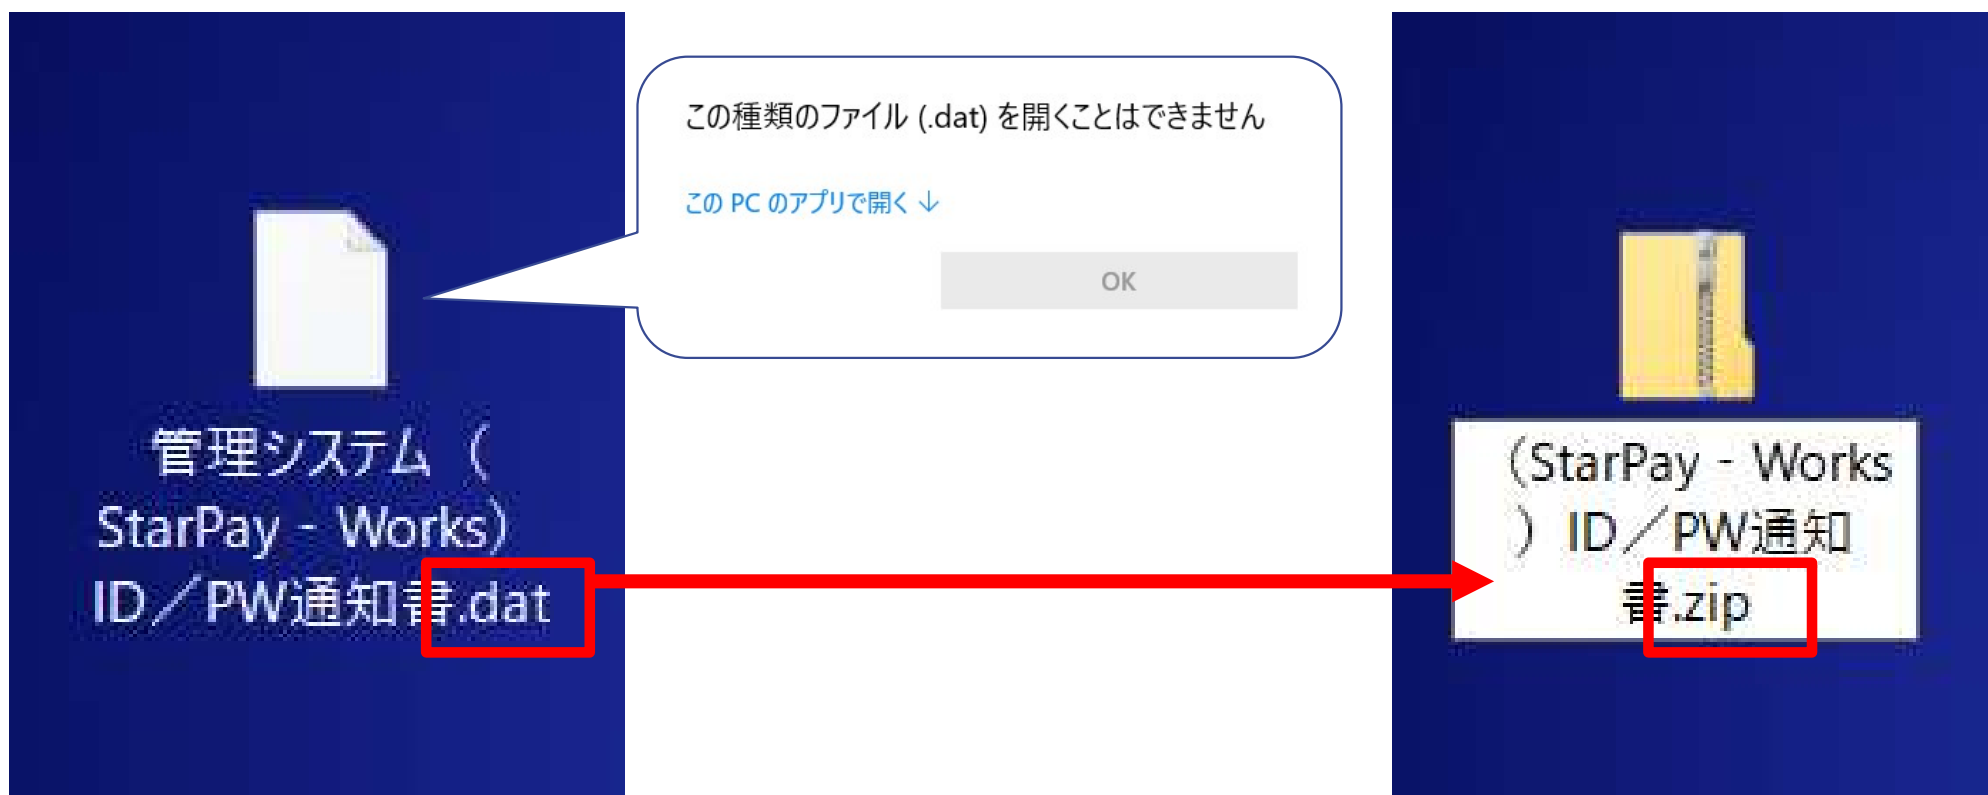 この種類のファイル (.dat) を開くことはできません
この PC のアプリで開く ↓
OK
管理システム（
StarPay - Works）
ID／PW通知書.dat
（StarPay - Works
）ID／PW通知
書.zip